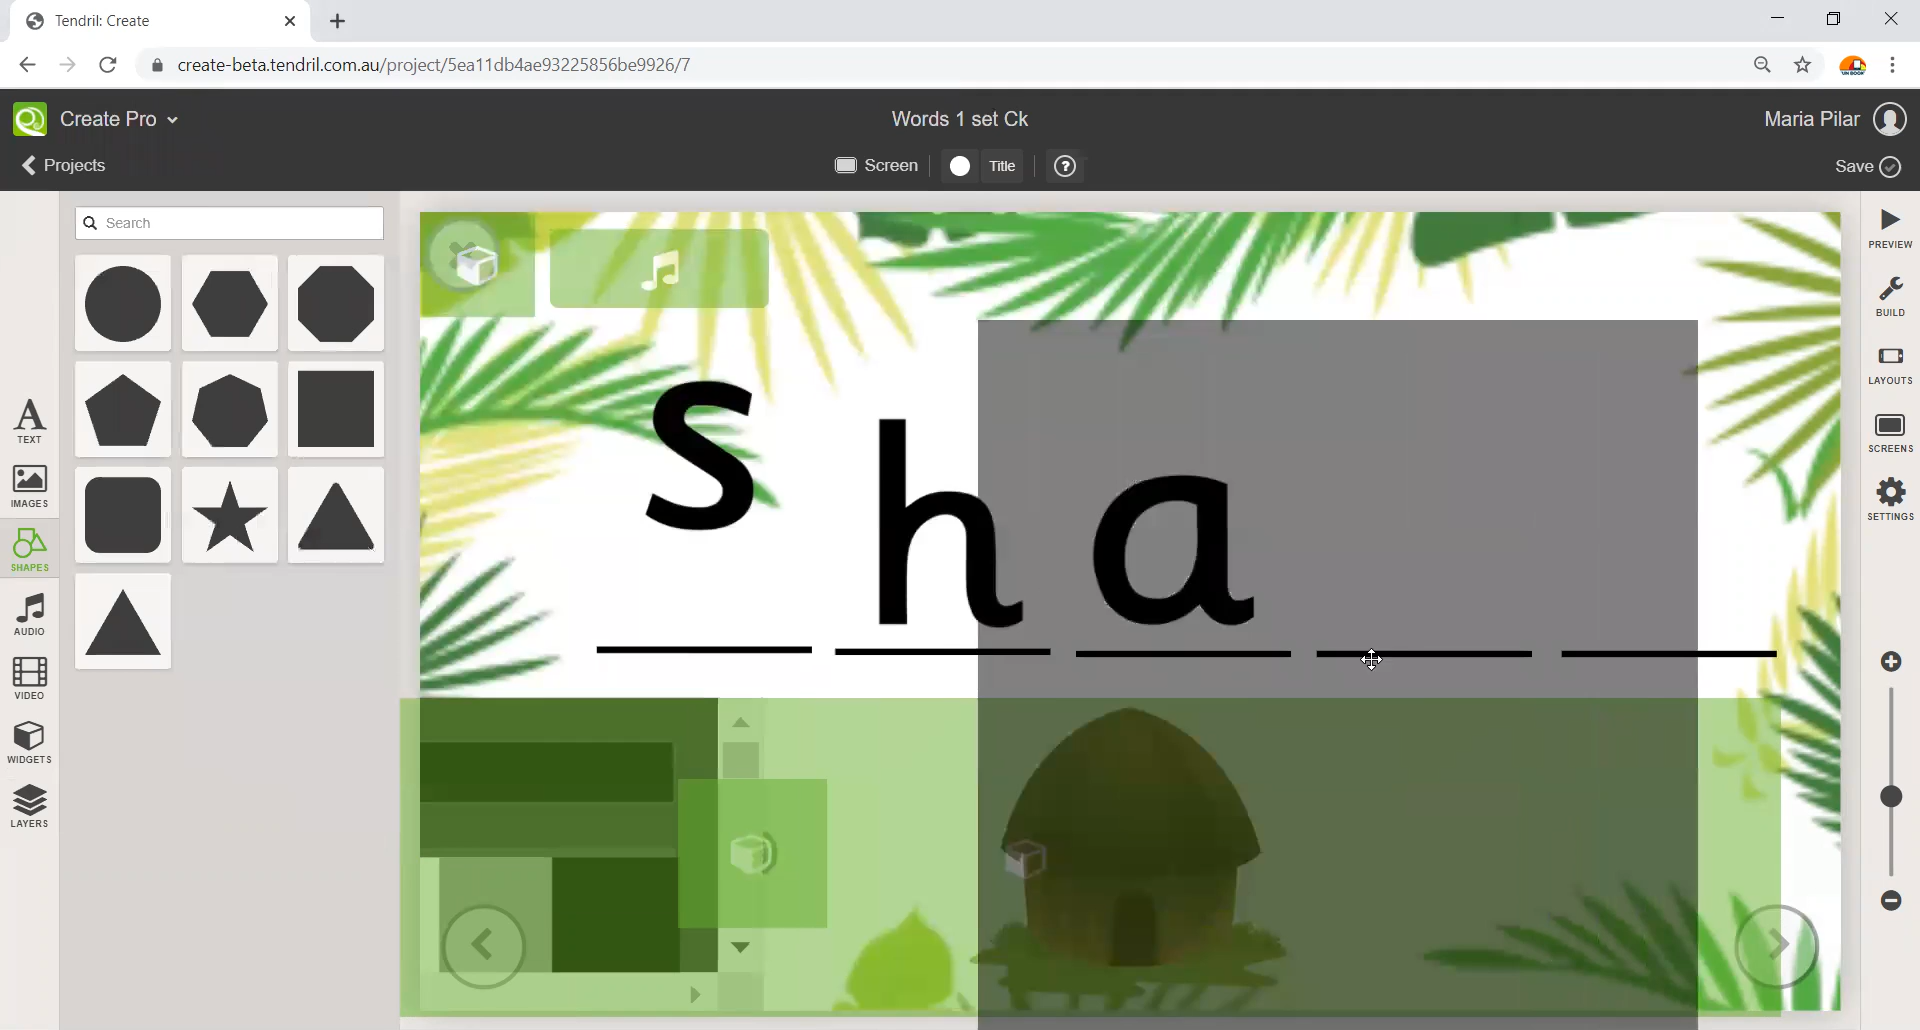 Tendril: Create
create-beta.tendril.com.au/project/5ea11db4ae93225856be9926/7
Create Pro
Words 1 set Ck
Maria Pilar
Projects
Screen
Title
?
Save
Search
PREVIEW
BUILD
LAYOUTS
SCREENS
SETTINGS
TEXT
IMAGES
SHAPES
AUDIO
VIDEO
WIDGETS
LAYERS
s h a